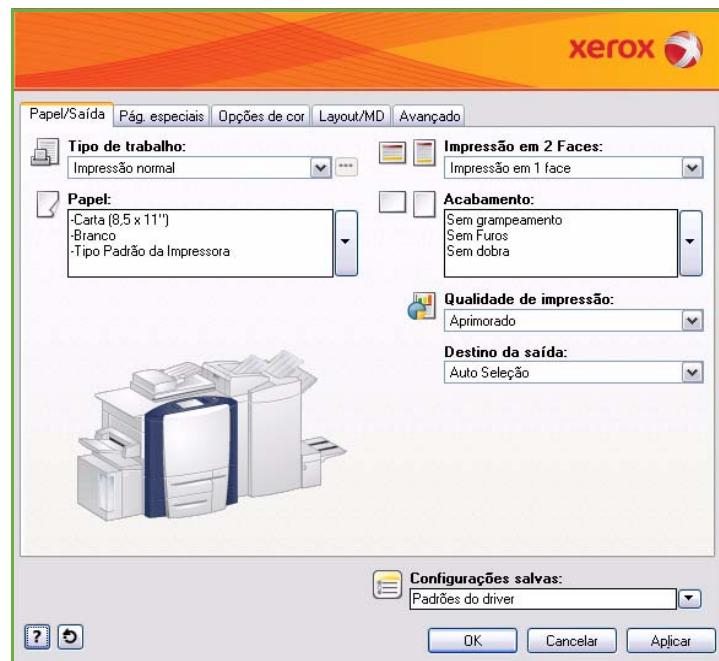 xerox
Papel/Saída
Pág. especiais
Opções de cor
Layout/MD
Avançado
Tipo de trabalho:
Impressão normal
Impressão em 2 Faces:
Impressão em 1 face
Papel:
-Carta (8,5 x 11")
-Branco
-Tipo Padrão da Impressora
Acabamento:
Sem grampeamento
Sem Furos
Sem dobra
Qualidade de impressão:
Aprimorado
Destino da saída:
Auto Seleção
Configurações salvas:
Padrões do driver
?
OK
Cancelar
Aplicar